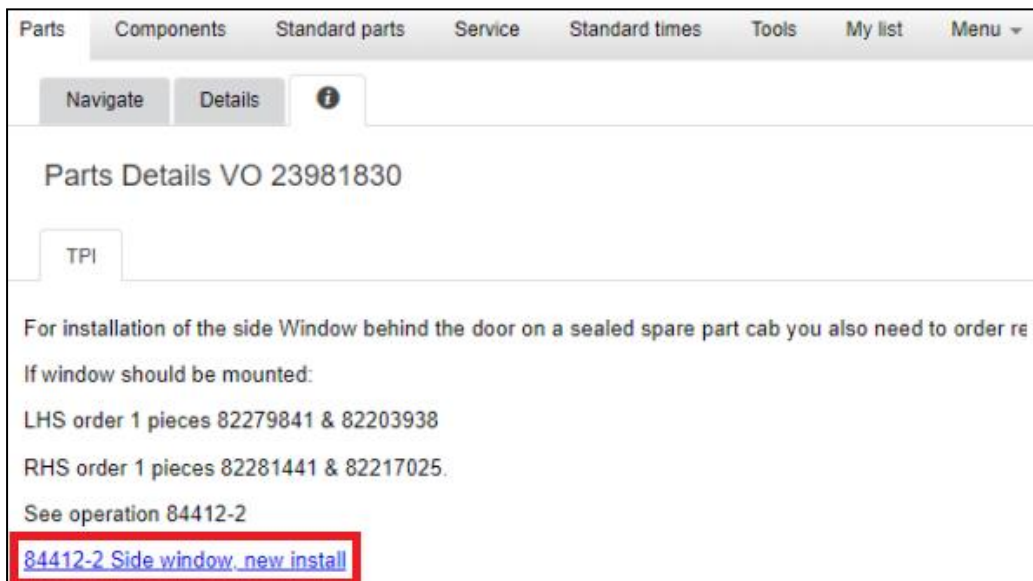 Parts Components Standard parts Service Standard times Tools My list Menu
Navigate Details
Parts Details VO 23981830
TPI
For installation of the side Window behind the door on a sealed spare part cab you also need to order re
If window should be mounted:
LHS order 1 pieces 82279841 & 82203938
RHS order 1 pieces 82281441 & 82217025.
See operation 84412-2
84412-2 Side window, new install